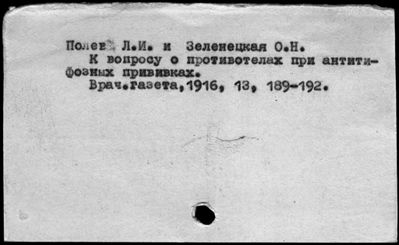 Полев Л.И. и Зеленецкая О.Н.
К вопросу о противотелах при антити-
фозных прививках.
Врач.газета,1916, 13, 189-192.